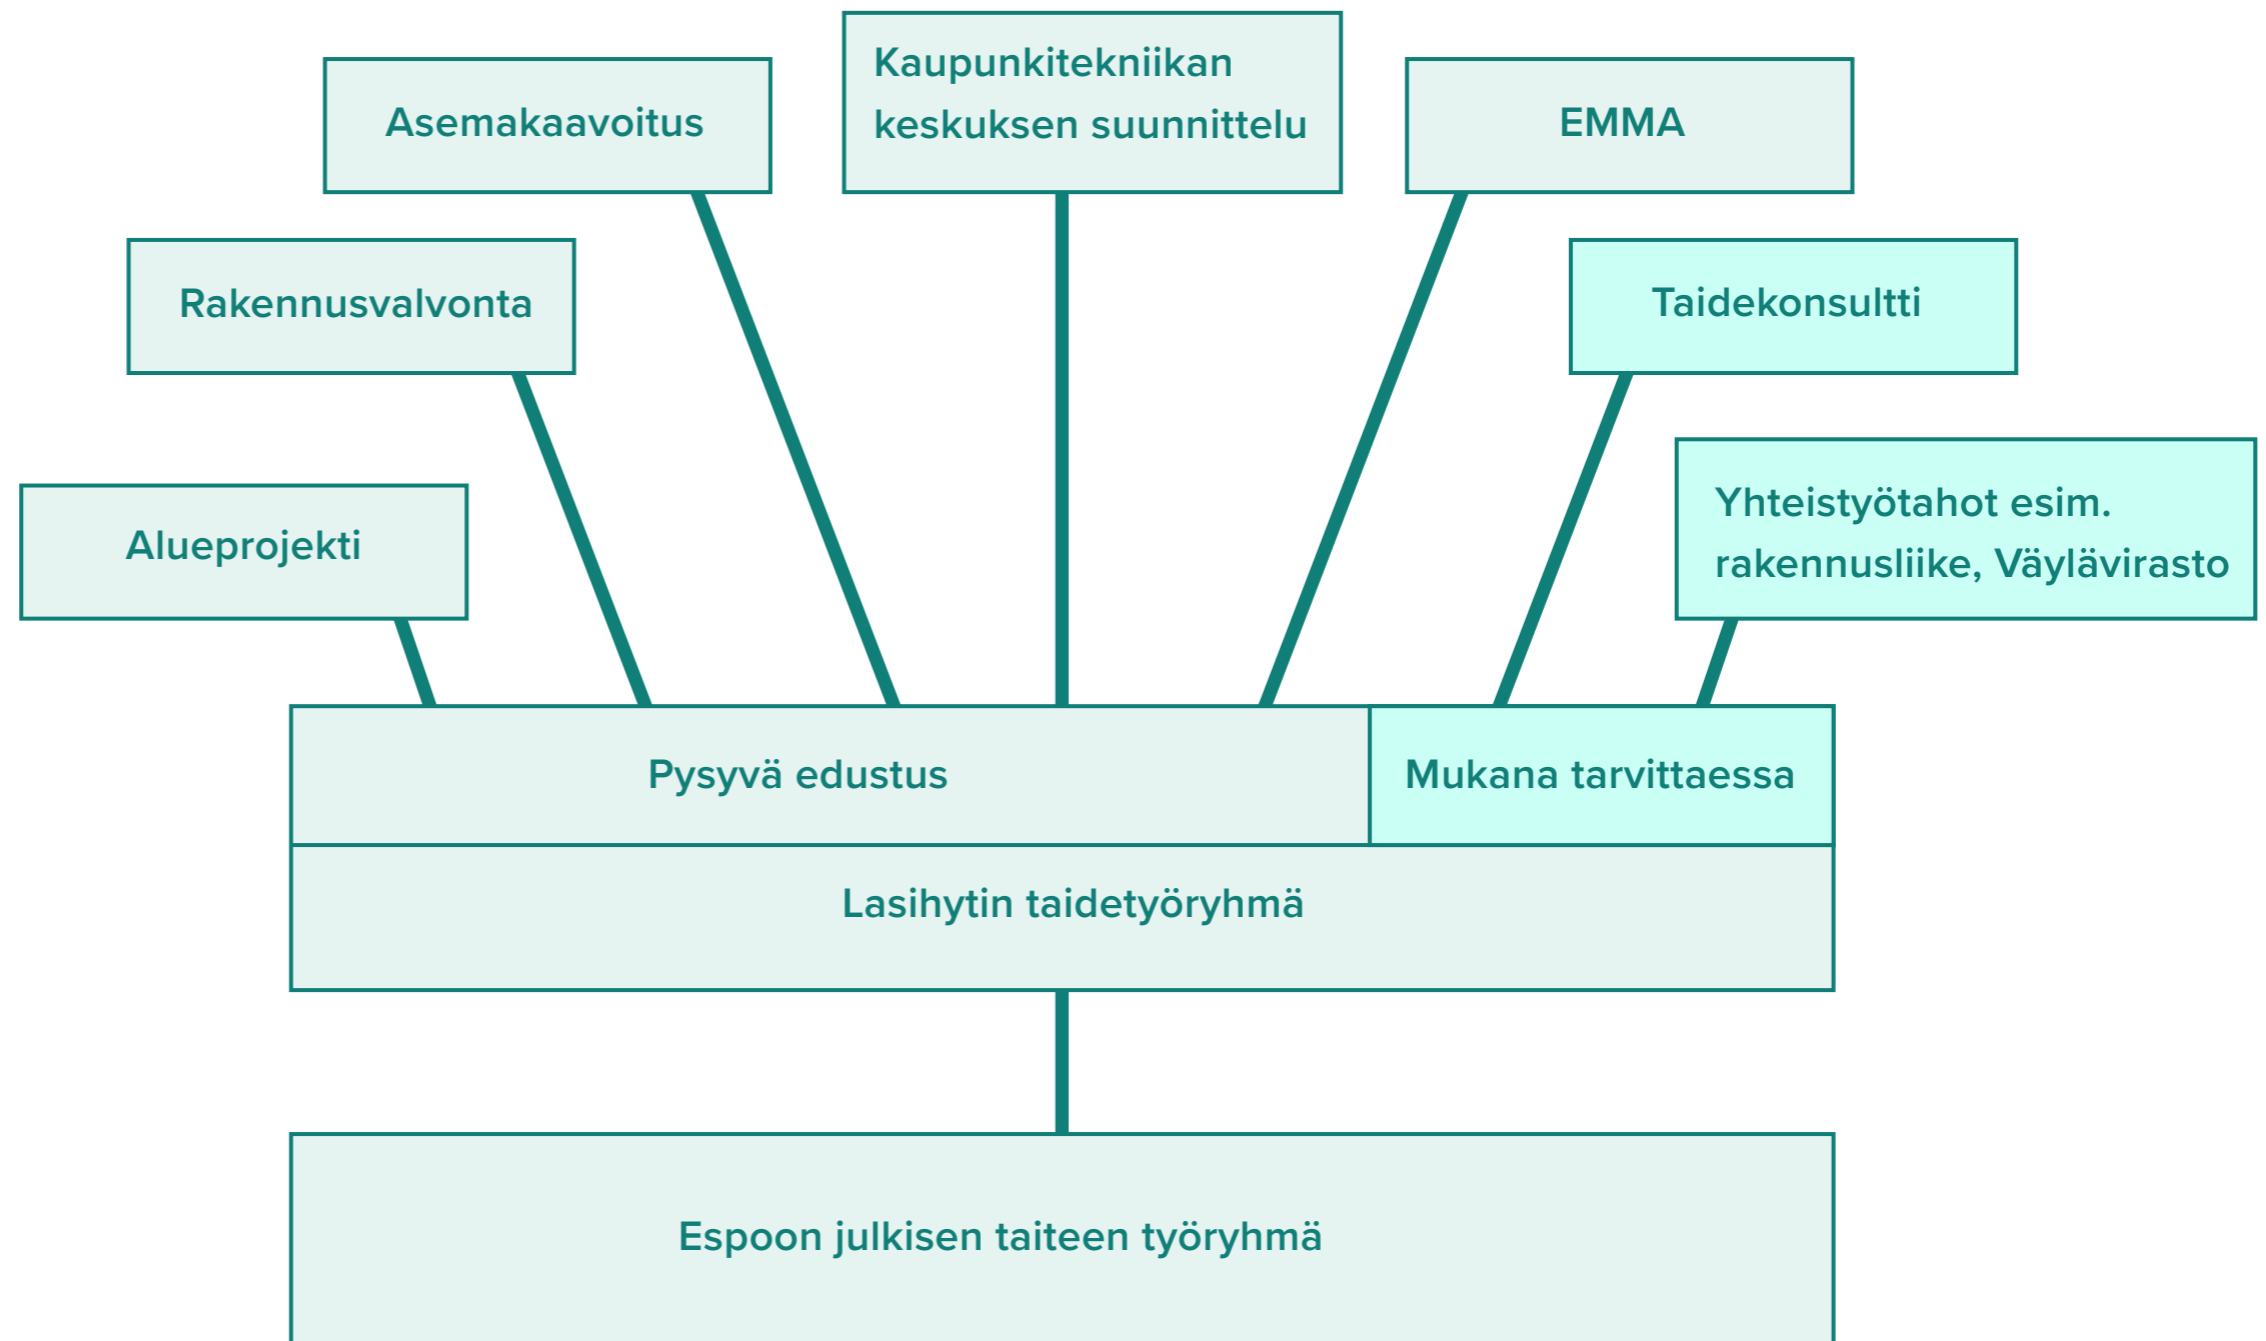 Kaupunkitekniikan
keskuksen suunnittelu
Asemakaavoitus
EMMA
Rakennusvalvonta
Taidekonsultti
Yhteistyötahot esim.
rakennusliike, Väylävirasto
Alueprojekti
Pysyvä edustus
Mukana tarvittaessa
Lasihytin taidetyöryhmä
Espoon julkisen taiteen työryhmä